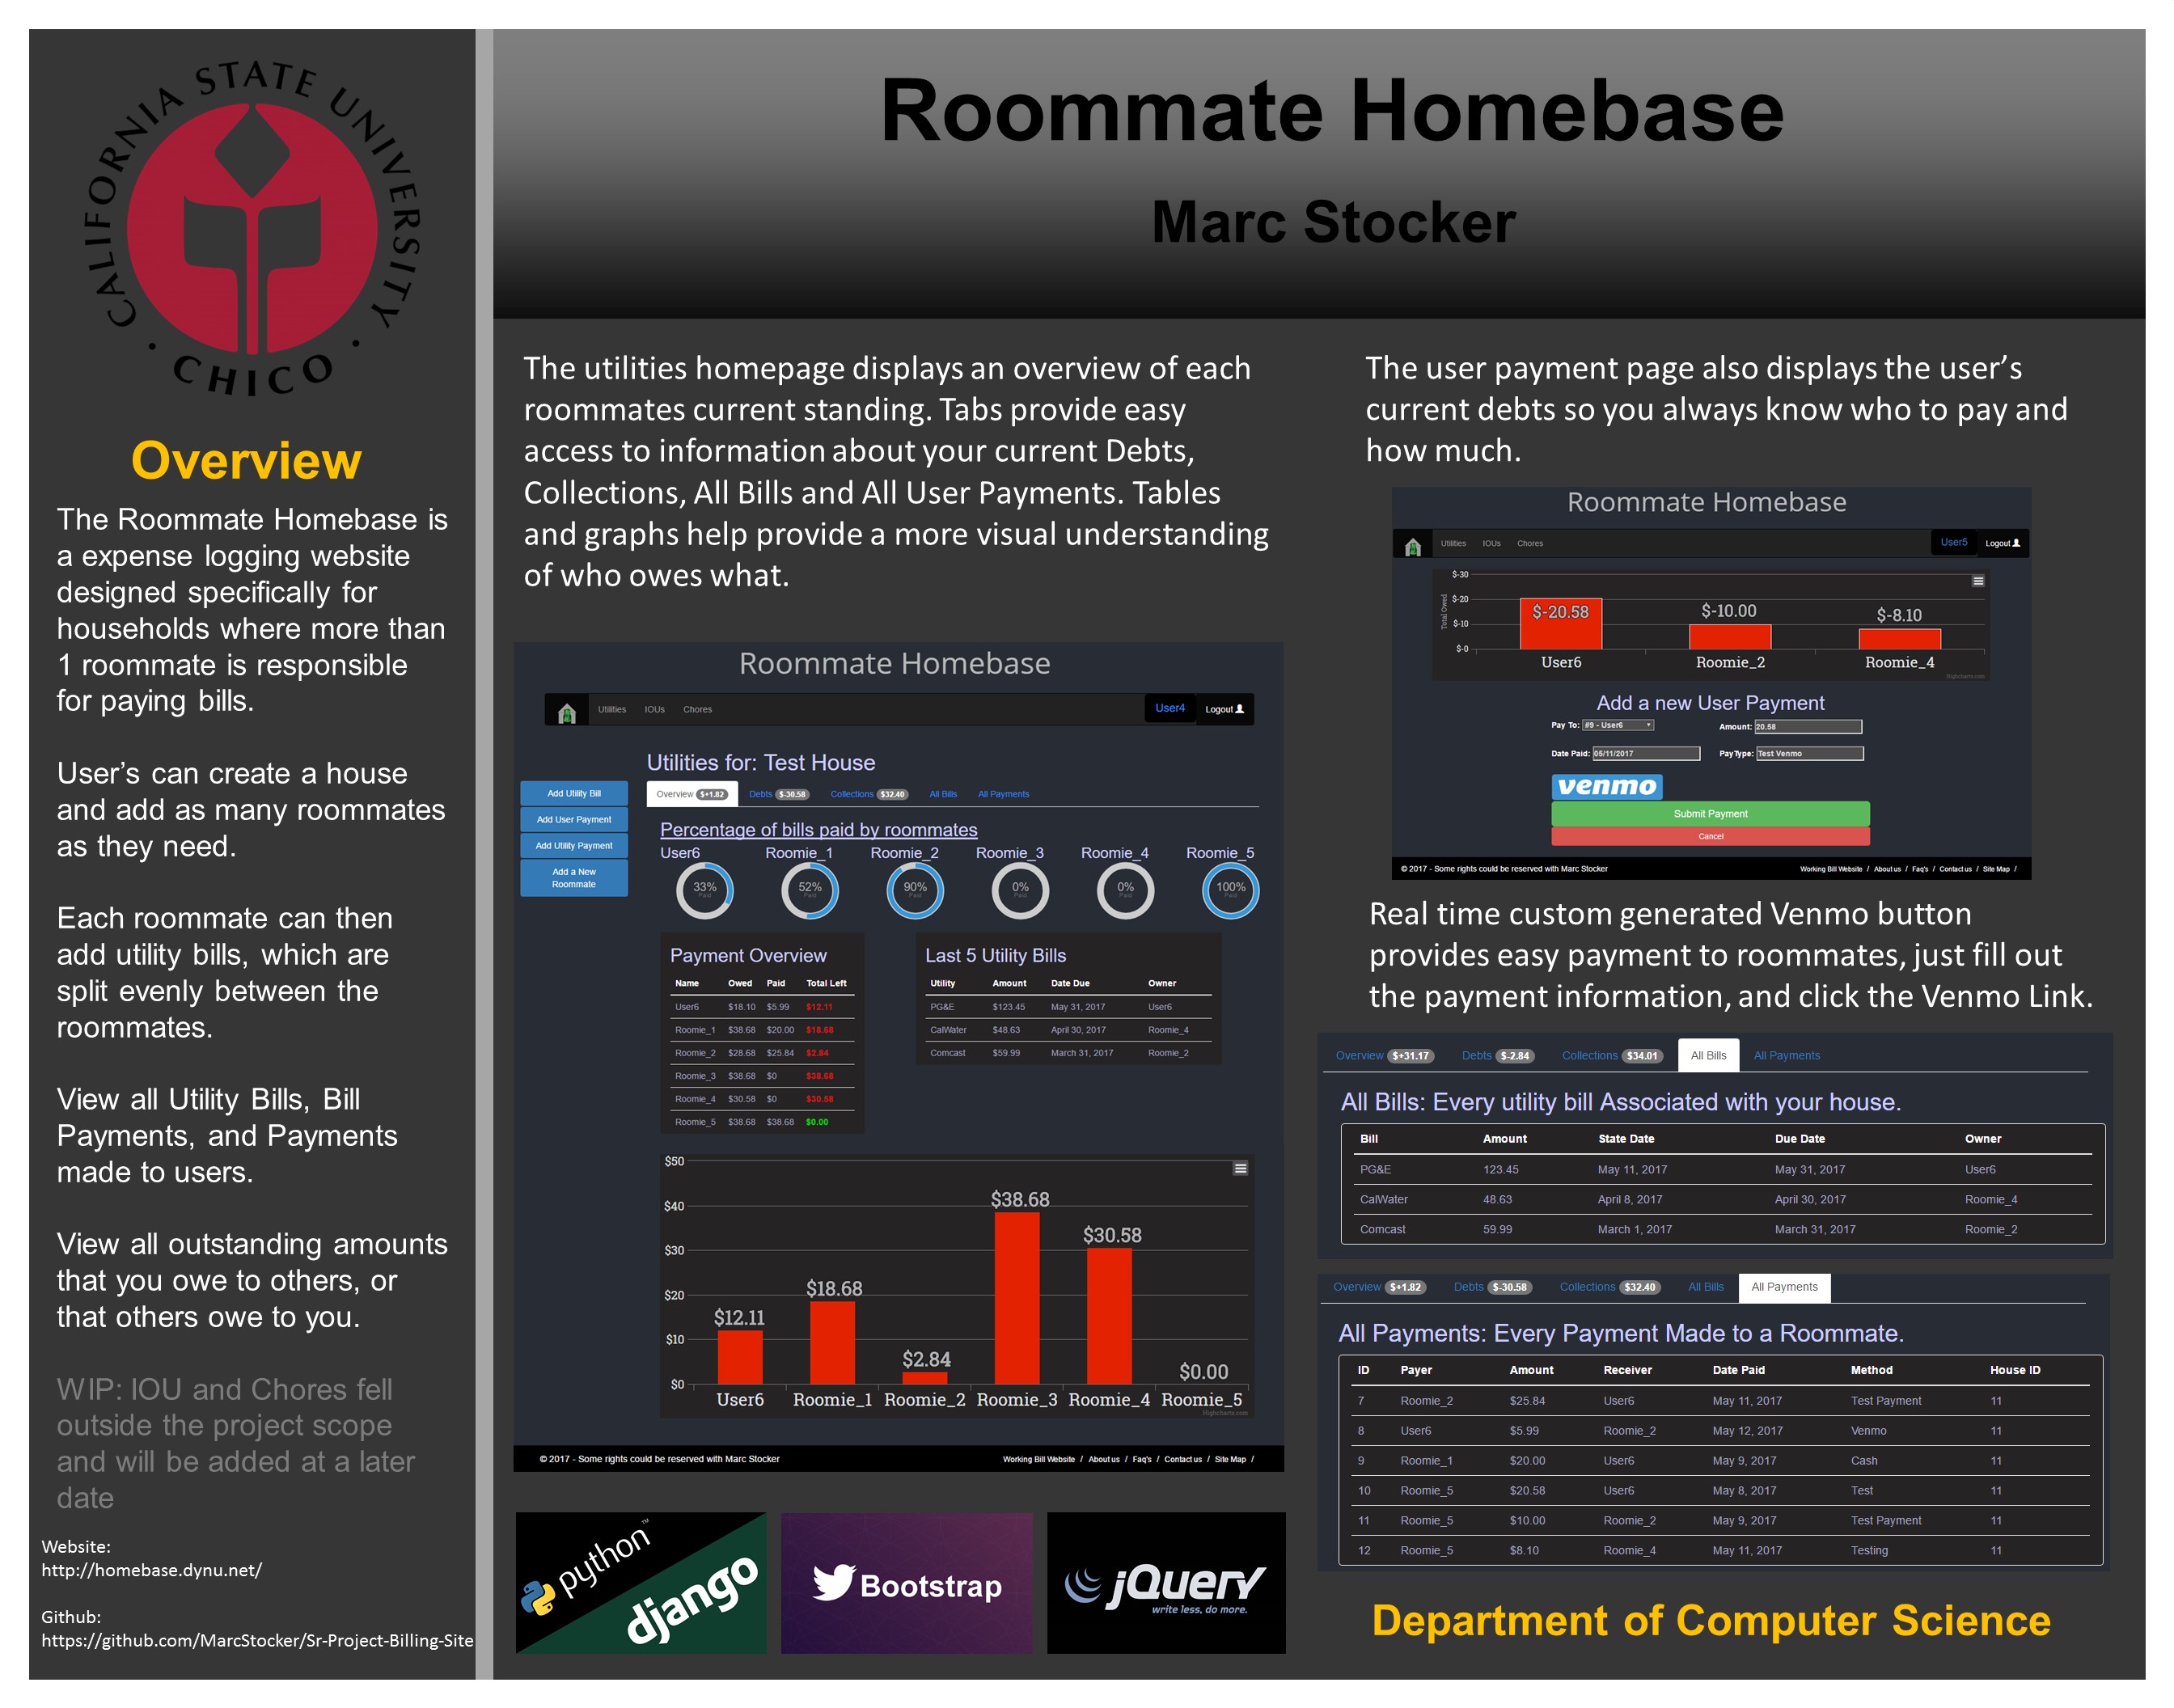 CALIFORNIA STATE UNIVERSITY
· CHICO ·
Roommate Homebase
Marc Stocker
Overview
The Roommate Homebase is
a expense logging website
designed specifically for
households where more than
1 roommate is responsible
for paying bills.
User's can create a house
and add as many roommates
as they need.
Each roommate can then
add utility bills, which are
split evenly between the
roommates.
View all Utility Bills, Bill
Payments, and Payments
made to users.
View all outstanding amounts
that you owe to others, or
that others owe to you.
WIP: IOU and Chores fell
outside the project scope
and will be added at a later
date
Website:
http://homebase.dynu.net/
Github:
https://github.com/MarcStocker/Sr-Project-Billing-Site
The utilities homepage displays an overview of each
roommates current standing. Tabs provide easy
access to information about your current Debts,
Collections, All Bills and All User Payments. Tables
and graphs help provide a more visual understanding
of who owes what.
Roommate Homebase
Utilities IOUs Chores User4 Logout
Utilities for: Test House
Add Utility Bill
Add User Payment
Add Utility Payment
Add a New
Roommate
Overview $+1.82 Debts $-30.58 Collections $32.40 All Bills All Payments
Percentage of bills paid by roommates
User6 Roomie_1 Roomie_2 Roomie_3 Roomie_4 Roomie_5
33% 52% 90% 0% 0% 100%
Paid Paid Paid Paid Paid Paid
Payment Overview
Name Owed Paid Total Left
User6 $18.10 $5.99 $12.11
Roomie_1 $38.68 $20.00 $18.68
Roomie_2 $28.68 $25.84 $2.84
Roomie_3 $38.68 $0 $38.68
Roomie_4 $30.58 $0 $30.58
Roomie_5 $38.68 $38.68 $0.00
Last 5 Utility Bills
Utility Amount Date Due Owner
PG&E $123.45 May 31, 2017 User6
CalWater $48.63 April 30, 2017 Roomie_4
Comcast $59.99 March 31, 2017 Roomie_2
$50
$40
$30
$20
$10
$0
$12.11 $18.68 $2.84 $38.68 $30.58 $0.00
User6 Roomie_1 Roomie_2 Roomie_3 Roomie_4 Roomie_5
Highcharts.com
© 2017 - Some rights could be reserved with Marc Stocker Working Bill Website / About us / Faq's / Contact us / Site Map /
python™
django
Bootstrap
jQuery
write less, do more.
The user payment page also displays the user's
current debts so you always know who to pay and
how much.
Roommate Homebase
Utilities IOUs Chores User5 Logout
Total Owed
$-30
$-20
$-10
$-0
$-20.58 $-10.00 $-8.10
User6 Roomie_2 Roomie_4
Highcharts.com
Add a new User Payment
Pay To: #9 - User6 Amount: 20.58
Date Paid: 05/11/2017 PayType: Test Venmo
venmo
Submit Payment
Cancel
© 2017 - Some rights could be reserved with Marc Stocker Working Bill Website / About us / Faq's / Contact us / Site Map /
Real time custom generated Venmo button
provides easy payment to roommates, just fill out
the payment information, and click the Venmo Link.
Overview $+31.17 Debts $-2.84 Collections $34.01 All Bills All Payments
All Bills: Every utility bill Associated with your house.
Bill Amount State Date Due Date Owner
PG&E 123.45 May 11, 2017 May 31, 2017 User6
CalWater 48.63 April 8, 2017 April 30, 2017 Roomie_4
Comcast 59.99 March 1, 2017 March 31, 2017 Roomie_2
Overview $+1.82 Debts $-30.58 Collections $32.40 All Bills All Payments
All Payments: Every Payment Made to a Roommate.
ID Payer Amount Receiver Date Paid Method House ID
7 Roomie_2 $25.84 User6 May 11, 2017 Test Payment 11
8 User6 $5.99 Roomie_2 May 12, 2017 Venmo 11
9 Roomie_1 $20.00 User6 May 9, 2017 Cash 11
10 Roomie_5 $20.58 User6 May 8, 2017 Test 11
11 Roomie_5 $10.00 Roomie_2 May 9, 2017 Test Payment 11
12 Roomie_5 $8.10 Roomie_4 May 11, 2017 Testing 11
Department of Computer Science